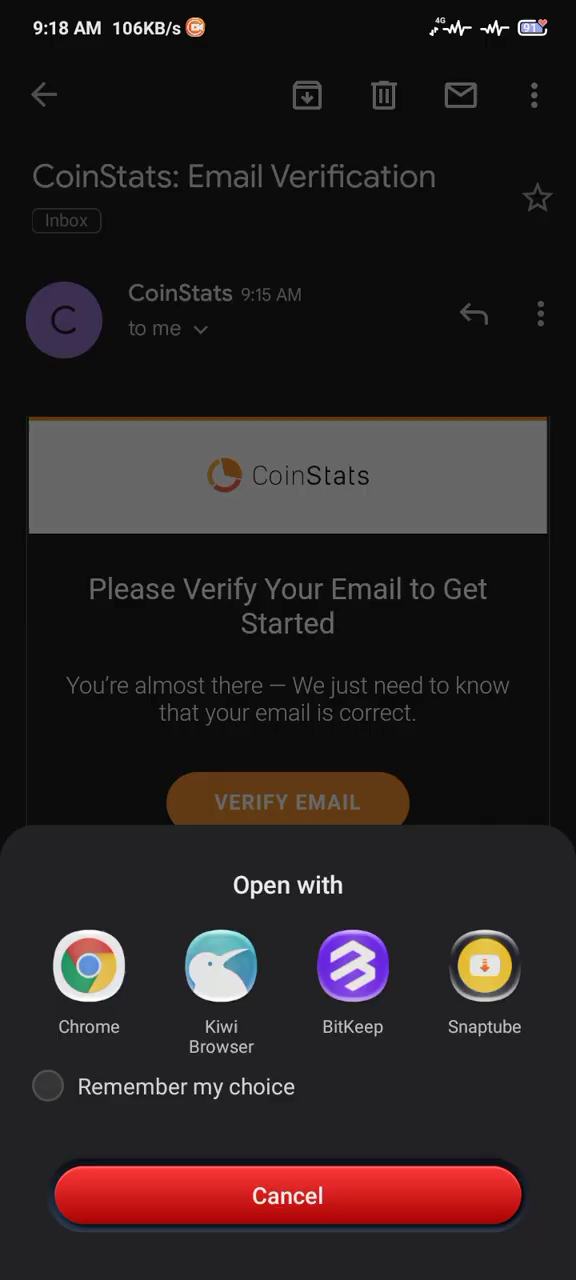 9:18 AM 106KB/s
4G
91
CoinStats: Email Verification
Inbox
C
CoinStats 9:15 AM
to me
CoinStats
Please Verify Your Email to Get
Started
You're almost there — We just need to know
that your email is correct.
VERIFY EMAIL
Open with
Chrome
Kiwi
Browser
BitKeep
Snaptube
Remember my choice
Cancel